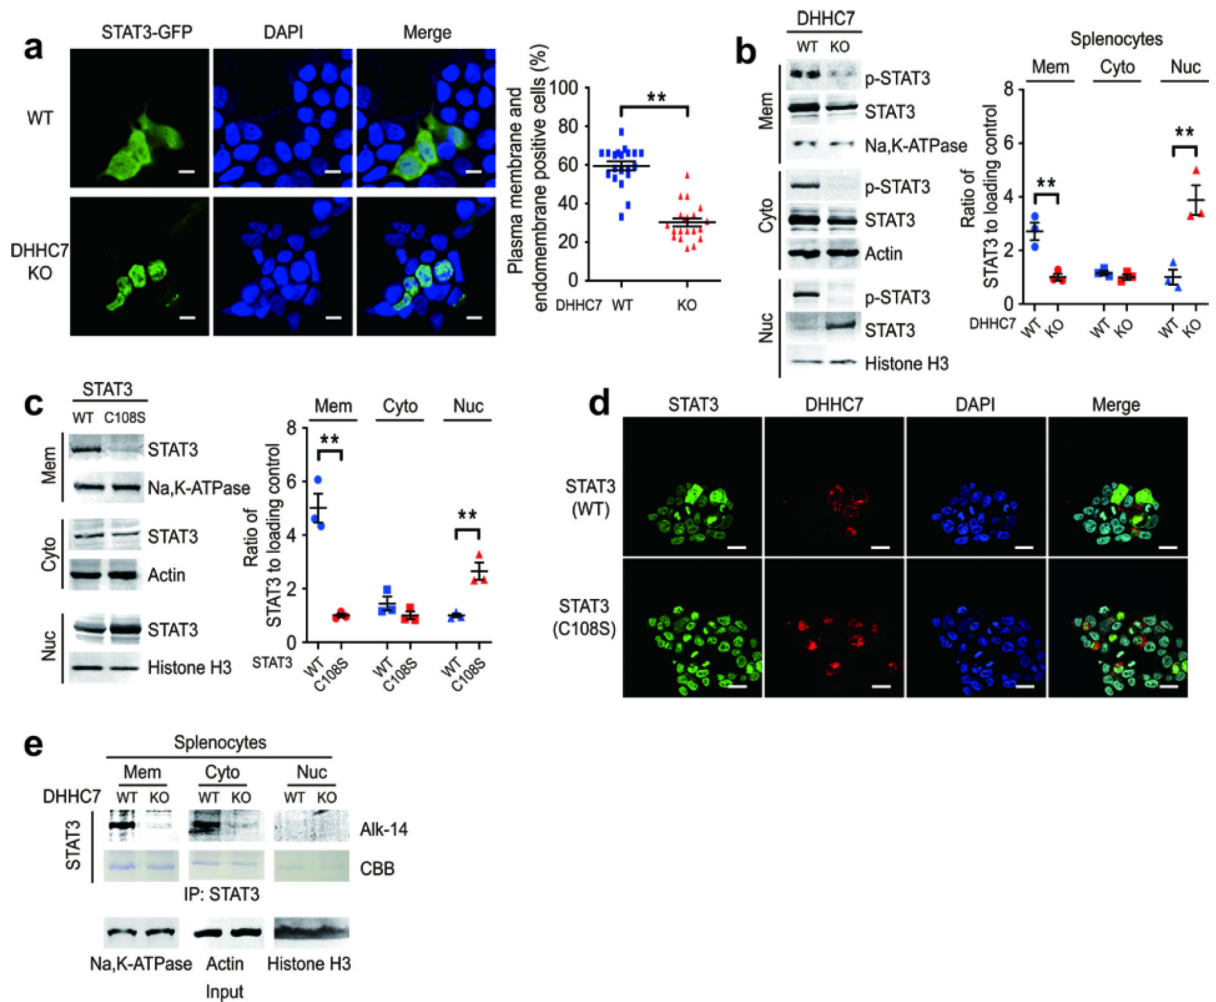 a
STAT3-GFP DAPI Merge
WT
DHHC7
KO
Plasma membrane and
endomembrane positive cells (%)
100
80
60
40
20
0
**
DHHC7 WT KO
b
DHHC7
WT KO
Mem
p-STAT3
STAT3
Na,K-ATPase
Cyto
p-STAT3
STAT3
Actin
Nuc
p-STAT3
STAT3
Histone H3
Splenocytes
Mem Cyto Nuc
Ratio of
STAT3 to loading control
8
6
4
2
0
**
**
DHHC7 WT KO WT KO WT KO
c
STAT3
WT C108S
Mem
STAT3
Na,K-ATPase
Cyto
STAT3
Actin
Nuc
STAT3
Histone H3
Mem Cyto Nuc
Ratio of
STAT3 to loading control
8
6
4
2
0
**
**
STAT3 WT C108S WT C108S WT C108S
d
STAT3 DHHC7 DAPI Merge
STAT3
(WT)
STAT3
(C108S)
e
Splenocytes
Mem Cyto Nuc
DHHC7 WT KO WT KO WT KO
STAT3
Alk-14
CBB
IP: STAT3
Na,K-ATPase Actin Histone H3
Input